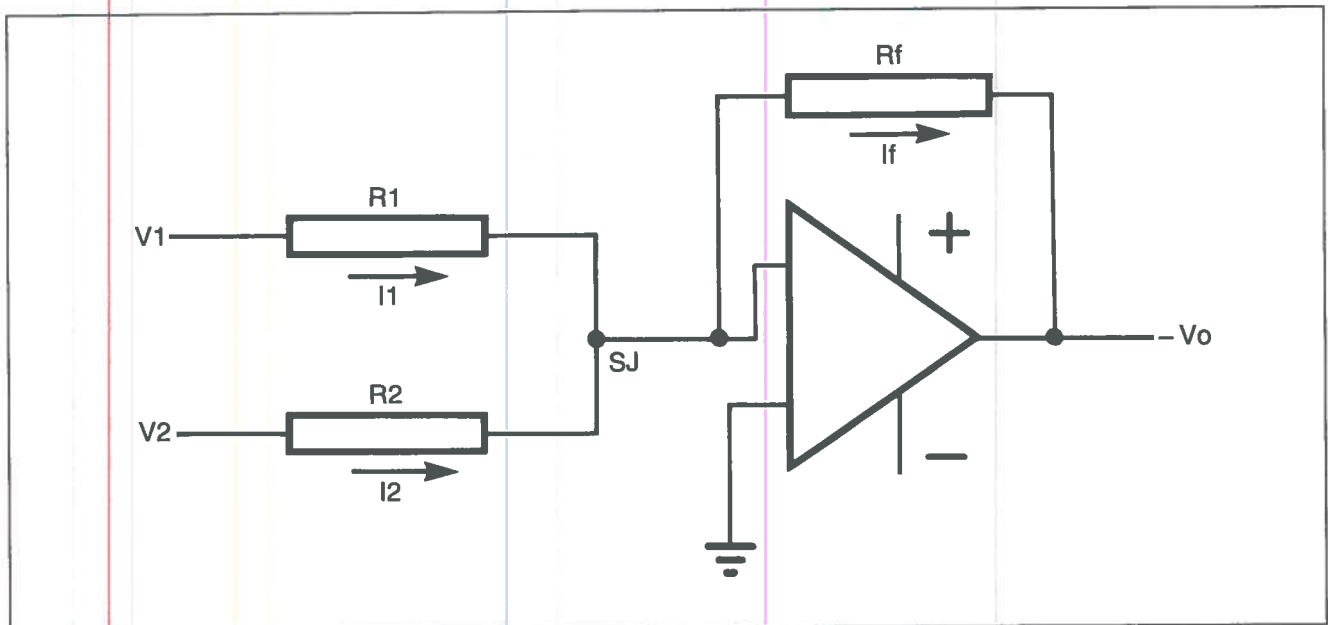 Rf
If
R1
V1
I1
+
SJ
– Vo
R2
V2
I2
–